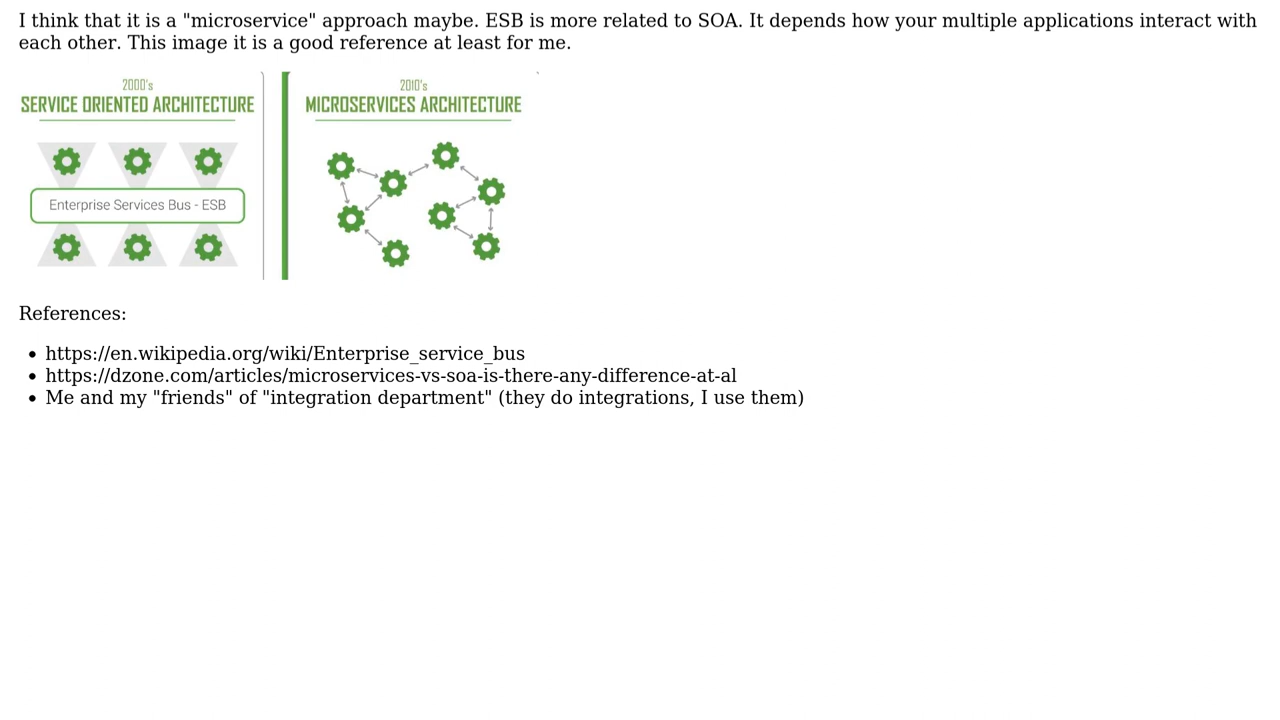 I think that it is a "microservice" approach maybe. ESB is more related to SOA. It depends how your multiple applications interact with
each other. This image it is a good reference at least for me.
2000's
SERVICE ORIENTED ARCHITECTURE
Enterprise Services Bus - ESB
2010's
MICROSERVICES ARCHITECTURE
References:
• https://en.wikipedia.org/wiki/Enterprise_service_bus
• https://dzone.com/articles/microservices-vs-soa-is-there-any-difference-at-al
• Me and my "friends" of "integration department" (they do integrations, I use them)